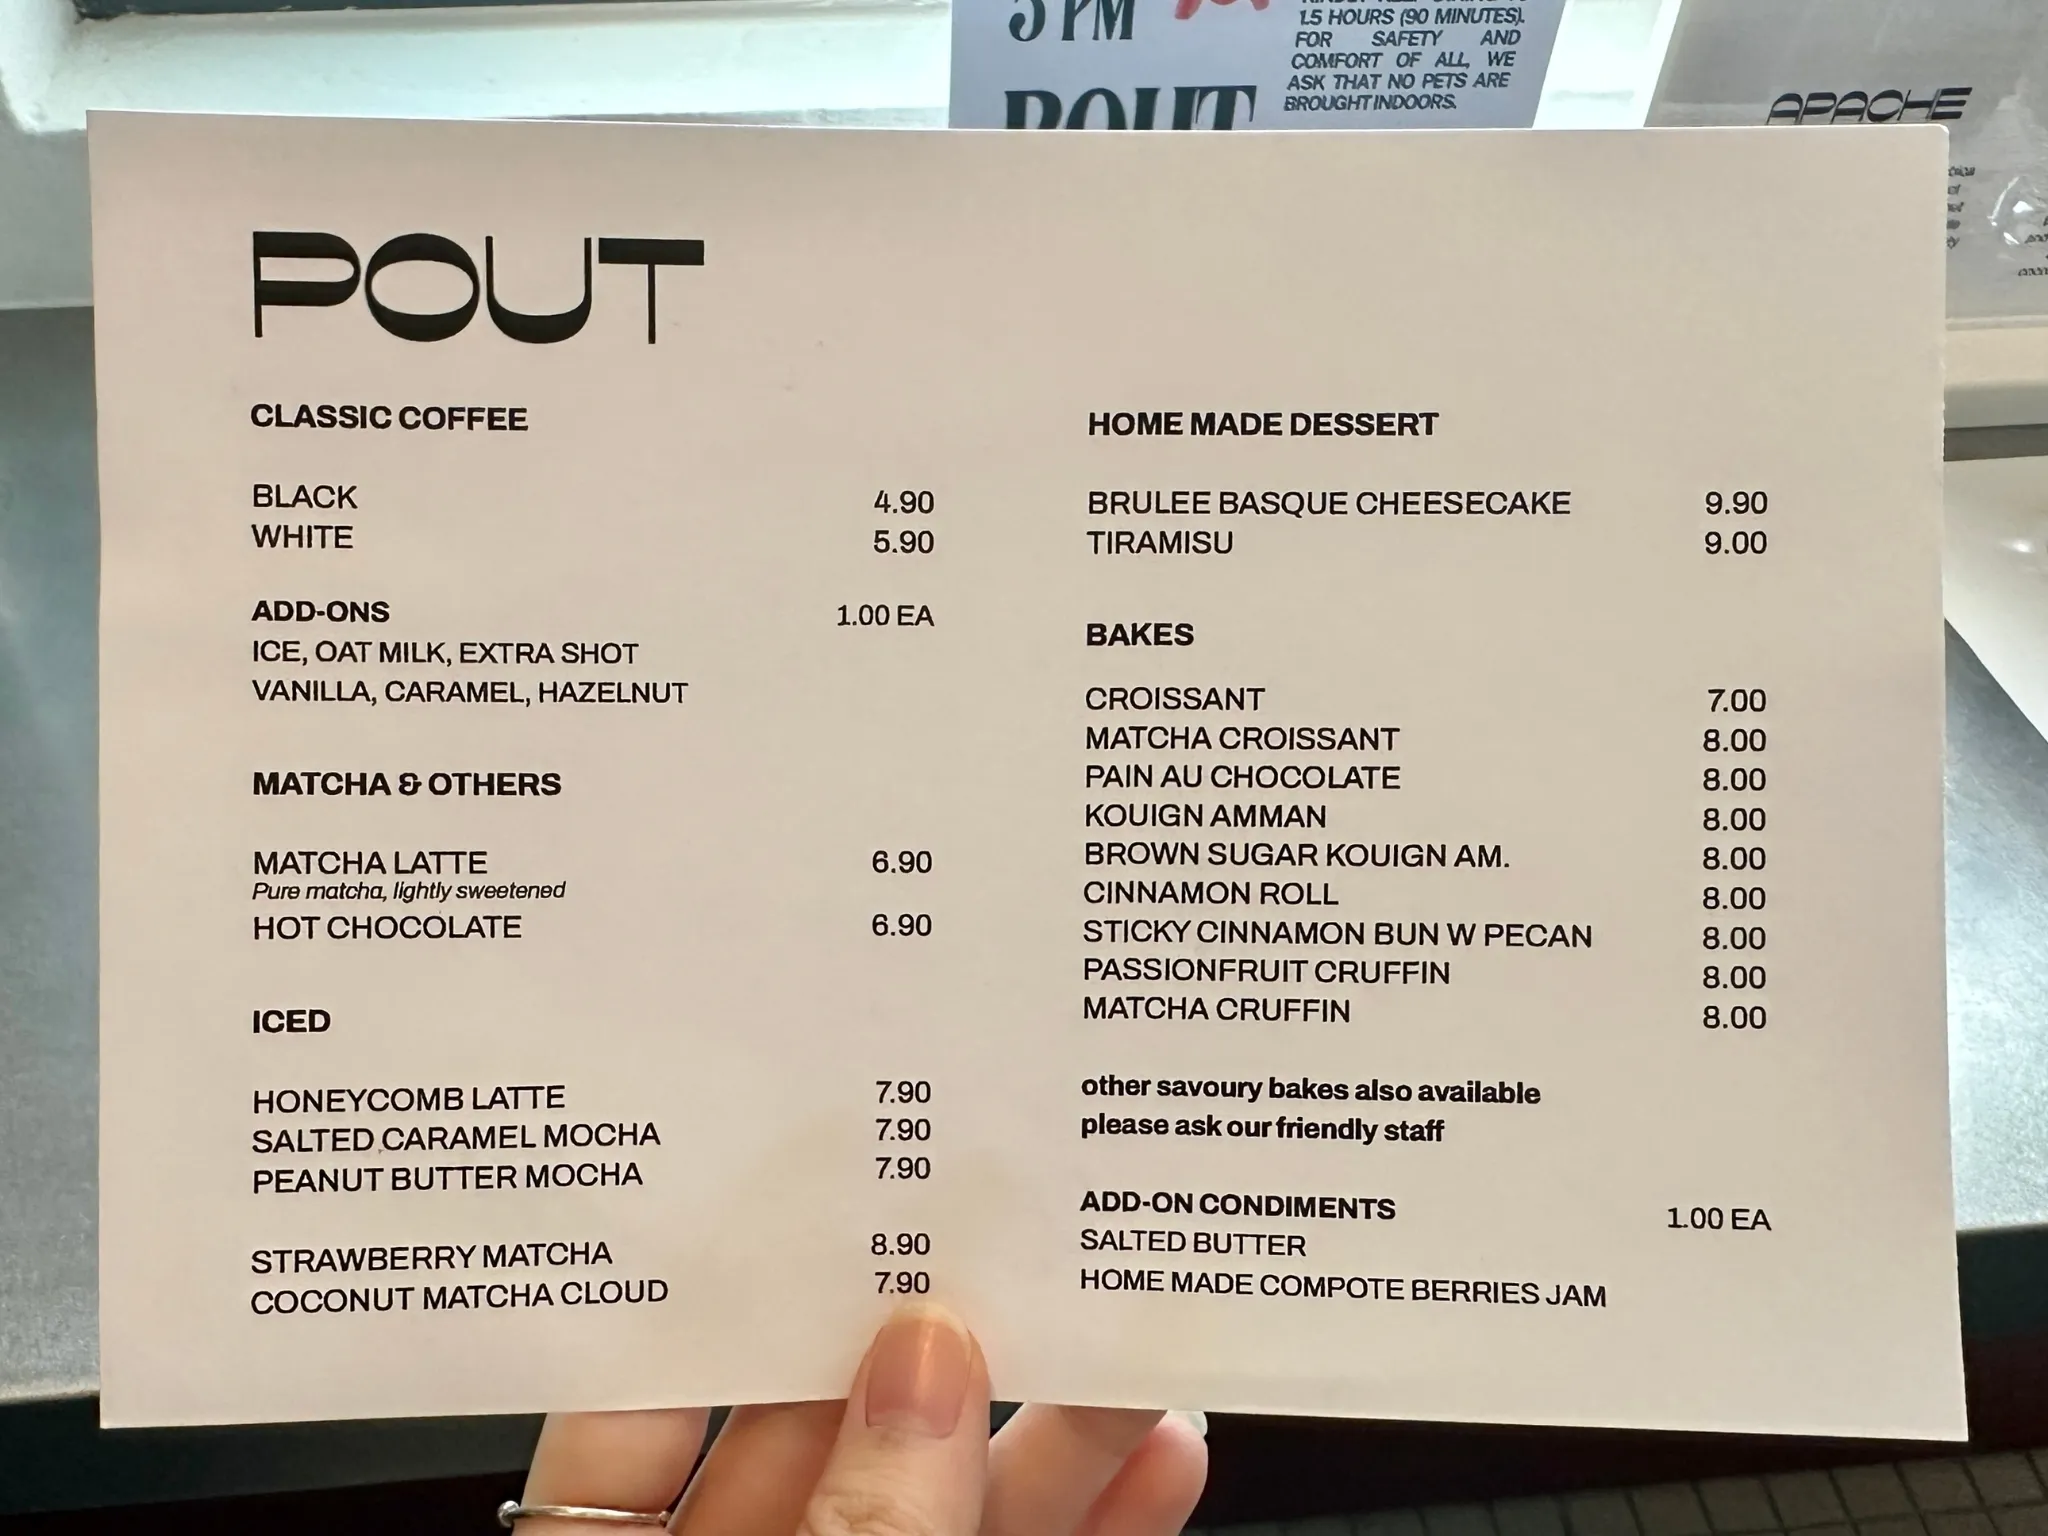 5 PM
POUT
1.5 HOURS (90 MINUTES).
FOR SAFETY AND
COMFORT OF ALL, WE
ASK THAT NO PETS ARE
BROUGHT INDOORS.
APACHE
POUT
CLASSIC COFFEE
BLACK 4.90
WHITE 5.90
ADD-ONS 1.00 EA
ICE, OAT MILK, EXTRA SHOT
VANILLA, CARAMEL, HAZELNUT
MATCHA & OTHERS
MATCHA LATTE 6.90
Pure matcha, lightly sweetened
HOT CHOCOLATE 6.90
ICED
HONEYCOMB LATTE 7.90
SALTED CARAMEL MOCHA 7.90
PEANUT BUTTER MOCHA 7.90
STRAWBERRY MATCHA 8.90
COCONUT MATCHA CLOUD 7.90
HOME MADE DESSERT
BRULEE BASQUE CHEESECAKE 9.90
TIRAMISU 9.00
BAKES
CROISSANT 7.00
MATCHA CROISSANT 8.00
PAIN AU CHOCOLATE 8.00
KOUIGN AMMAN 8.00
BROWN SUGAR KOUIGN AM. 8.00
CINNAMON ROLL 8.00
STICKY CINNAMON BUN W PECAN 8.00
PASSIONFRUIT CRUFFIN 8.00
MATCHA CRUFFIN 8.00
other savoury bakes also available
please ask our friendly staff
ADD-ON CONDIMENTS 1.00 EA
SALTED BUTTER
HOME MADE COMPOTE BERRIES JAM